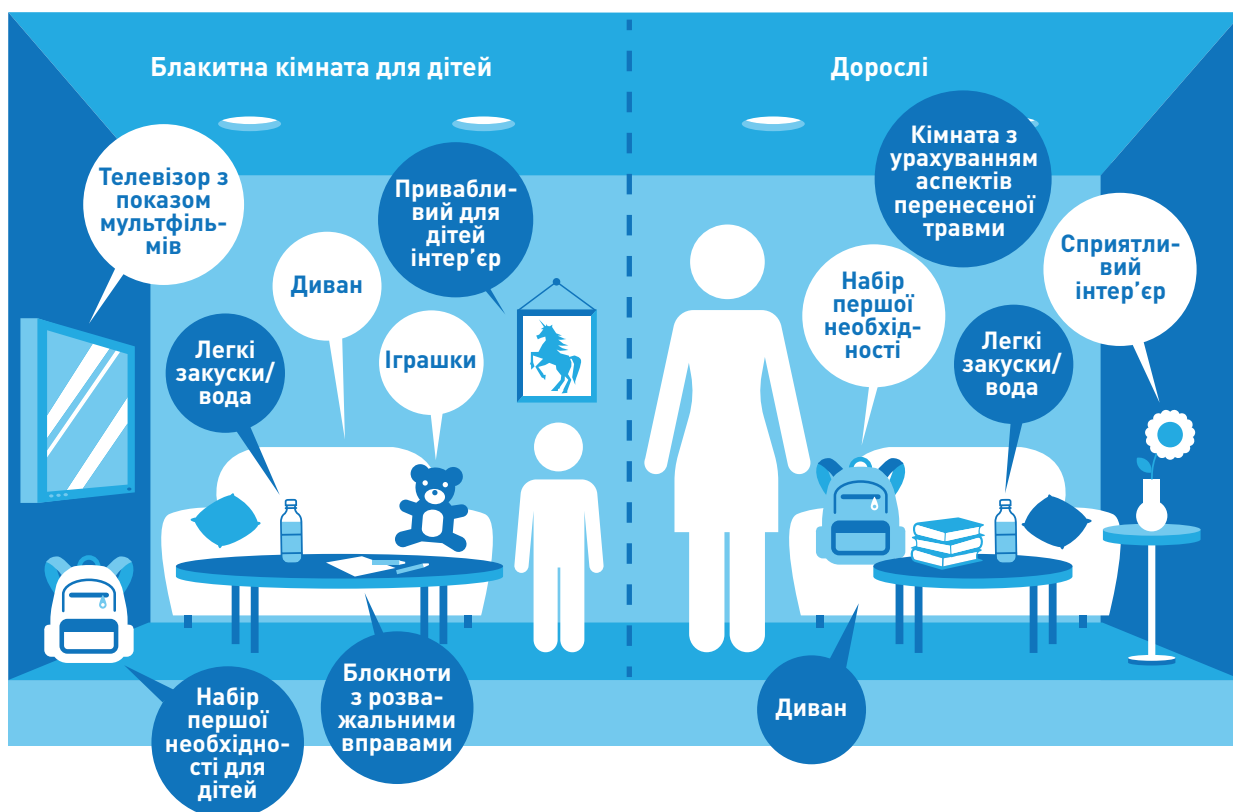 Блакитна кімната для дітей
Телевізор з
показом
мультфіль-
мів
Диван
Приваbли-
вий для
дітей
інтер’єр
Легкі
закуски/
вода
Іграшки
Набір
першої
необхідно-
сті для
дітей
Блокноти
з розва-
жальними
вправами
Дорослі
Кімната з
урахуванням
аспектів
перенесеної
травми
Набір
першої
необхід-
ності
Легкі
закуски/
вода
Сприятли-
вий
інтер’єр
Диван